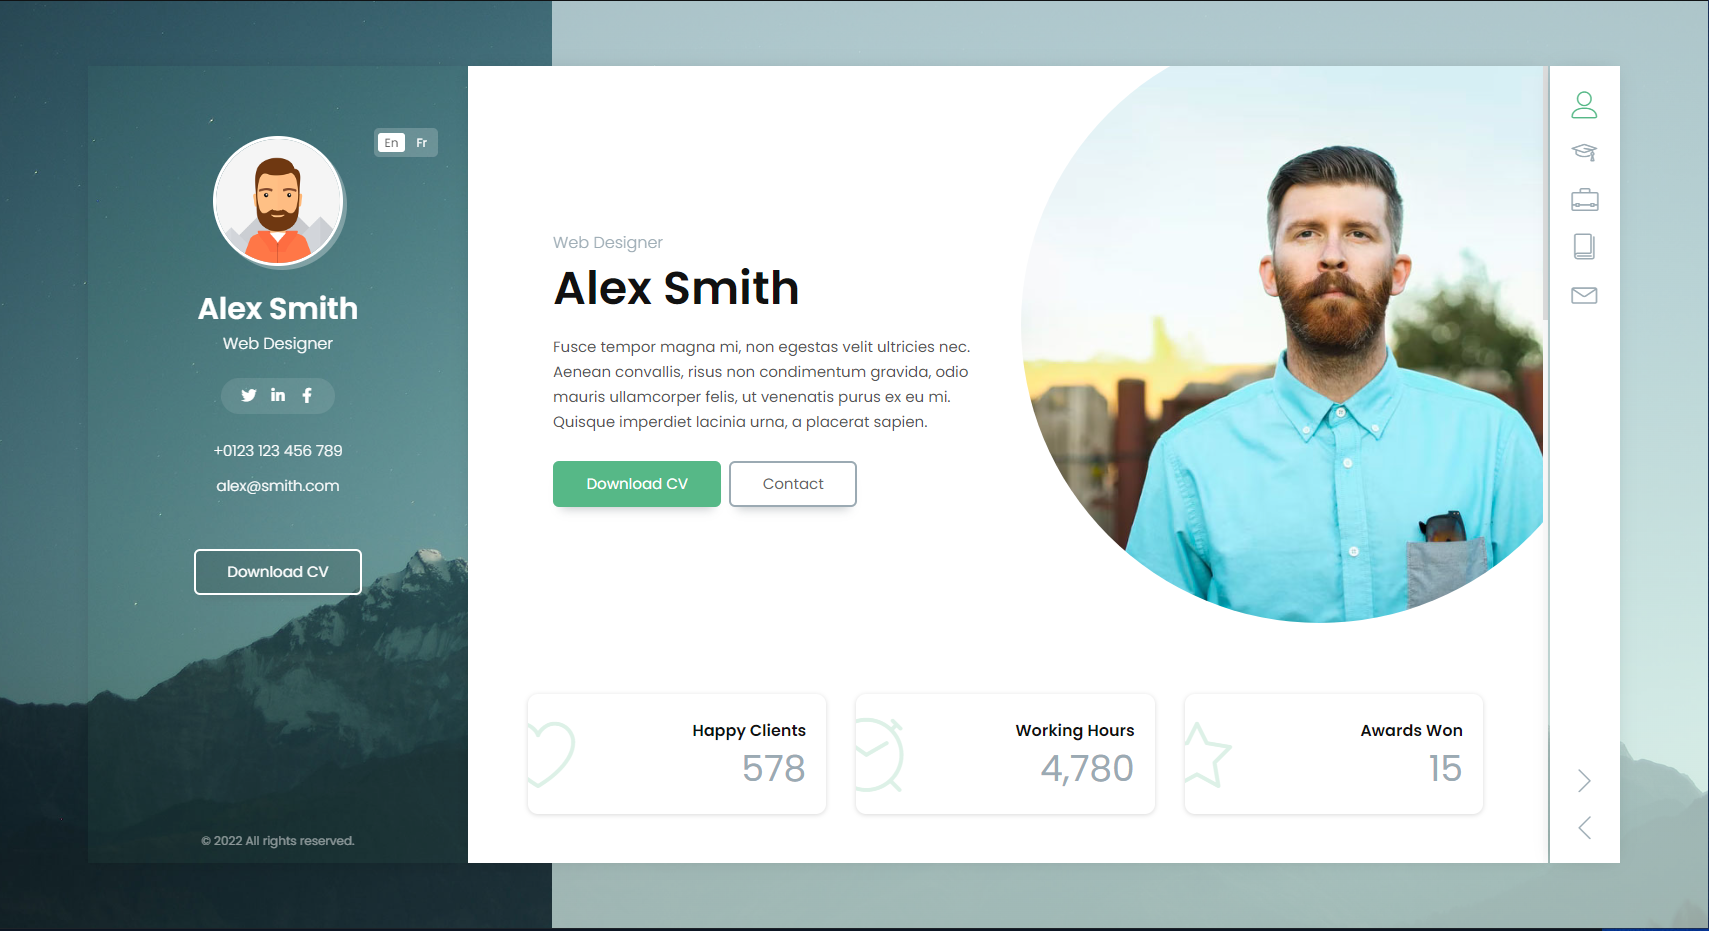 En Fr
Alex Smith
Web Designer
+0123 123 456 789
alex@smith.com
Download CV
© 2022 All rights reserved.
Web Designer
Alex Smith
Fusce tempor magna mi, non egestas velit ultricies nec.
Aenean convallis, risus non condimentum gravida, odio
mauris ullamcorper felis, ut venenatis purus ex eu mi.
Quisque imperdiet lacinia urna, a placerat sapien.
Download CV
Contact
Happy Clients
578
Working Hours
4,780
Awards Won
15